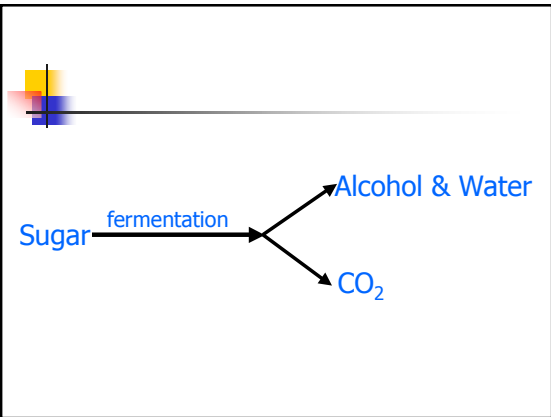 Alcohol & Water
fermentation
Sugar
CO₂